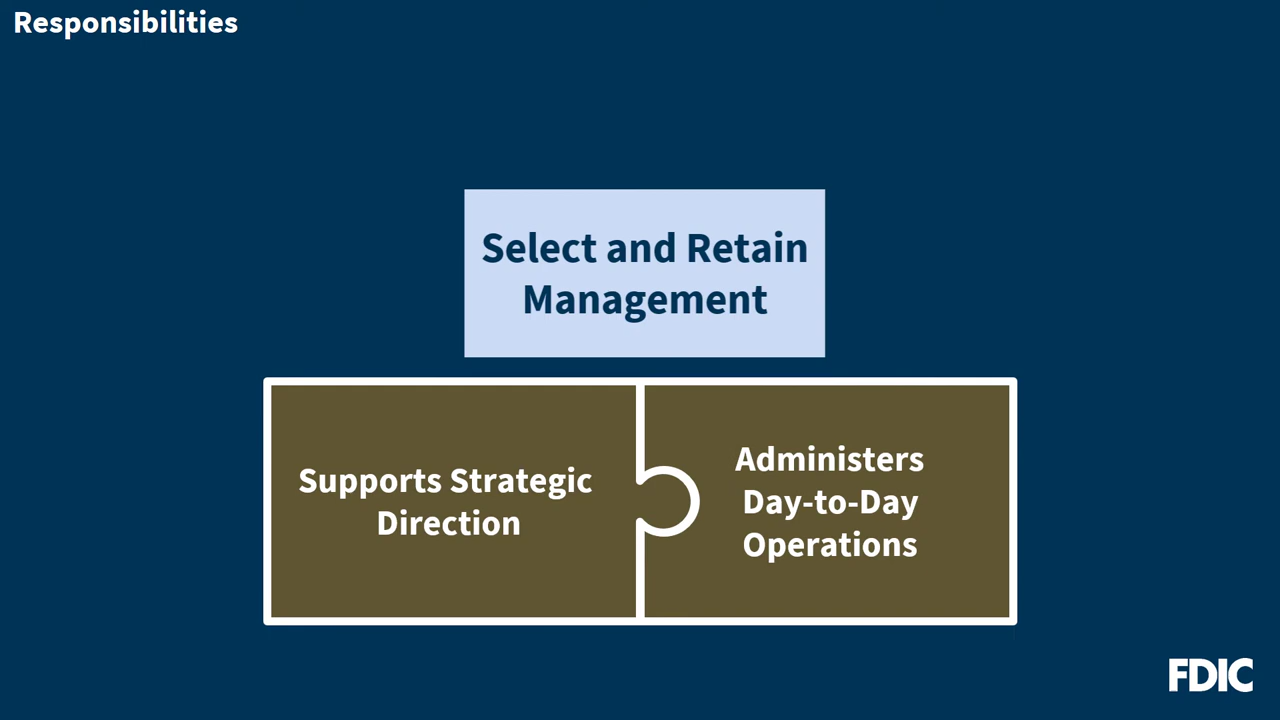 Responsibilities
Select and Retain
Management
Supports Strategic
Direction
Administers
Day-to-Day
Operations
FDIC